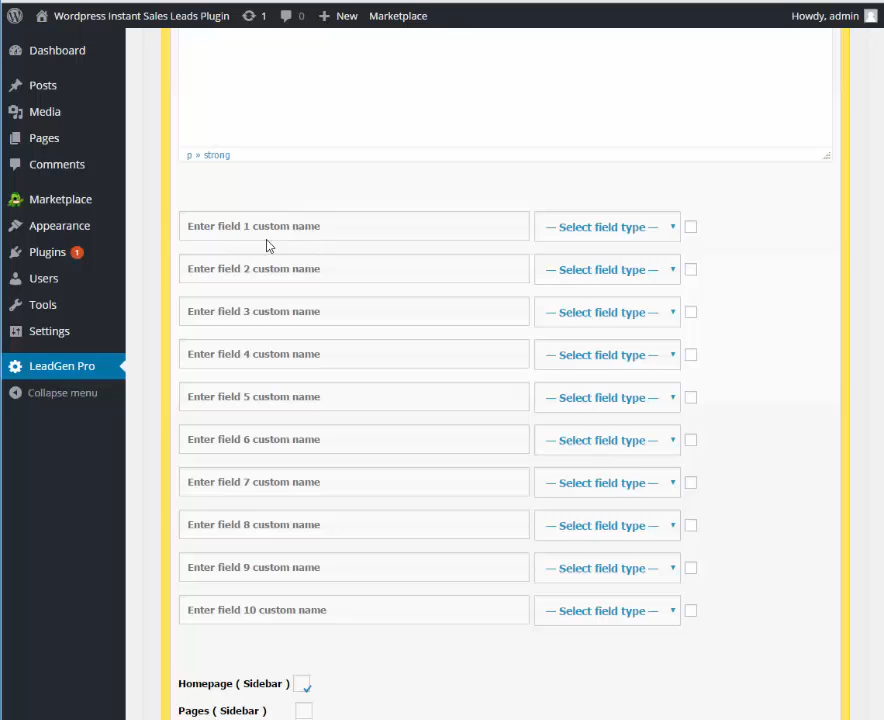 Wordpress Instant Sales Leads Plugin 1 0 New Marketplace Howdy, admin
Dashboard
Posts
Media
Pages
Comments
Marketplace
Appearance
Plugins 1
Users
Tools
Settings
LeadGen Pro
Collapse menu
p » strong
Enter field 1 custom name — Select field type —
Enter field 2 custom name — Select field type —
Enter field 3 custom name — Select field type —
Enter field 4 custom name — Select field type —
Enter field 5 custom name — Select field type —
Enter field 6 custom name — Select field type —
Enter field 7 custom name — Select field type —
Enter field 8 custom name — Select field type —
Enter field 9 custom name — Select field type —
Enter field 10 custom name — Select field type —
Homepage ( Sidebar )
Pages ( Sidebar )